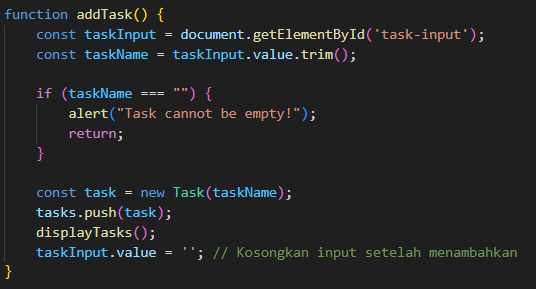 function addTask() {
    const taskInput = document.getElementById('task-input');
    const taskName = taskInput.value.trim();

    if (taskName === "") {
        alert("Task cannot be empty!");
        return;
    }

    const task = new Task(taskName);
    tasks.push(task);
    displayTasks();
    taskInput.value = ''; // Kosongkan input setelah menambahkan
}